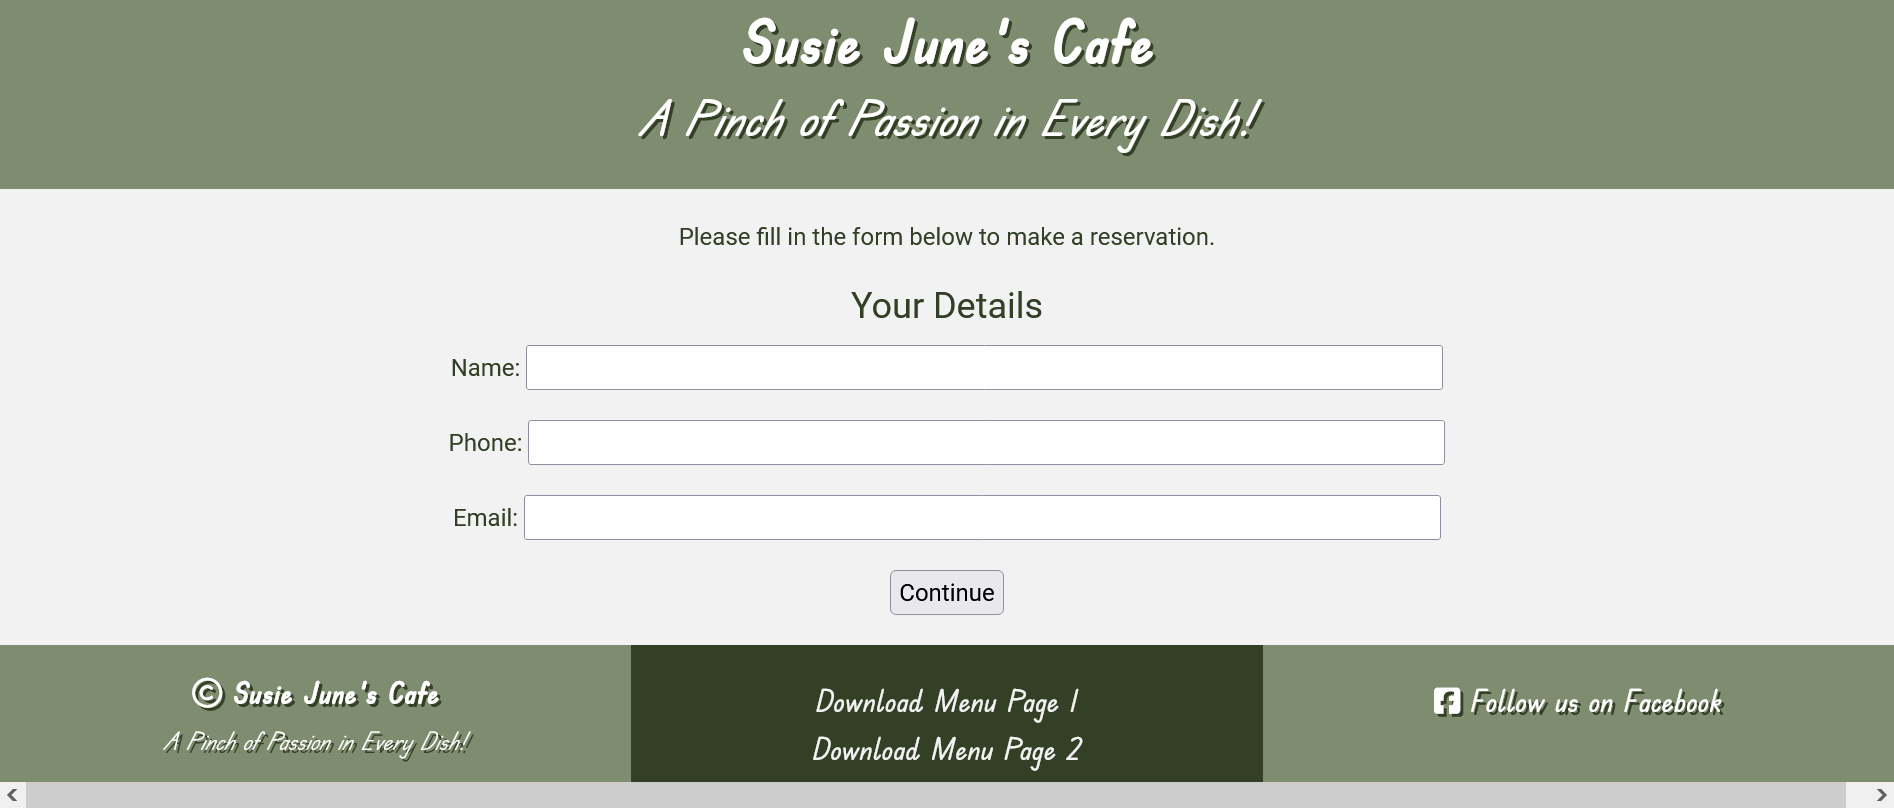 Susie June's Cafe
A Pinch of Passion in Every Dish!
Please fill in the form below to make a reservation.
Your Details
Name:
Phone:
Email:
Continue
© Susie June's Cafe
A Pinch of Passion in Every Dish!
Download Menu Page 1
Download Menu Page 2
Follow us on Facebook